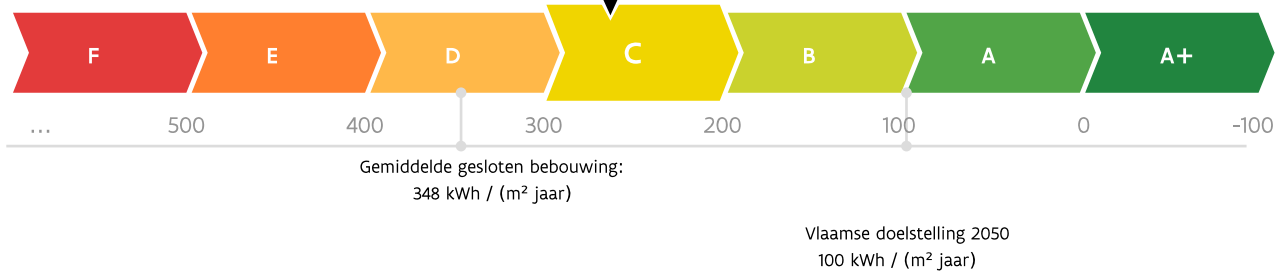 F E D C B A A+
... 500 400 300 200 100 0 -100
Gemiddelde gesloten bebouwing:
348 kWh / (m² jaar)
Vlaamse doelstelling 2050
100 kWh / (m² jaar)